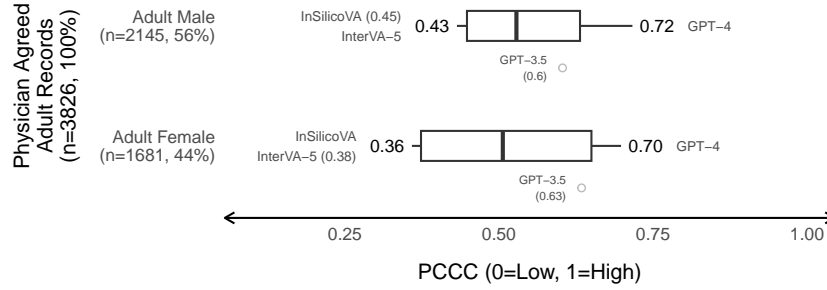 Physician Agreed
Adult Records
(n=3826, 100%)
Adult Male
(n=2145, 56%)
InSilicoVA (0.45)
InterVA−5
0.43
0.72
GPT−4
GPT−3.5
(0.6)
Adult Female
(n=1681, 44%)
InSilicoVA
InterVA−5 (0.38)
0.36
0.70
GPT−4
GPT−3.5
(0.63)
0.25
0.50
0.75
1.00
PCCC (0=Low, 1=High)